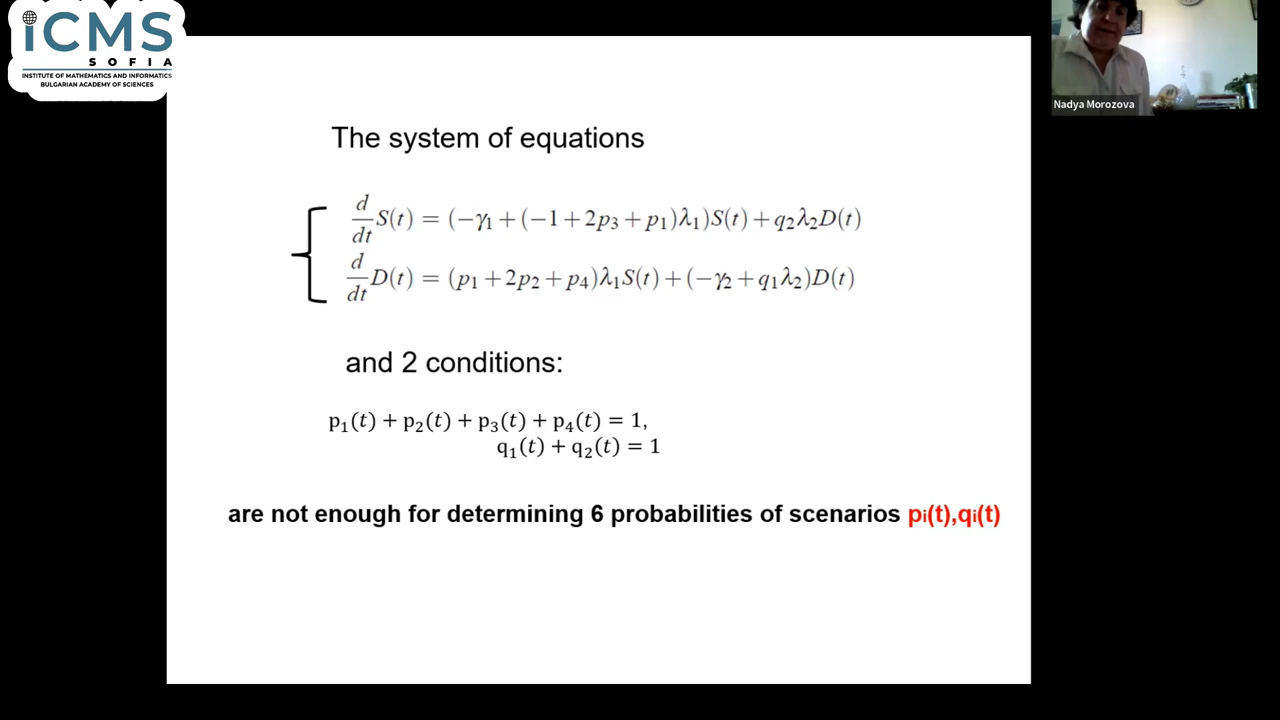 iCMS
SOFIA
INSTITUTE OF MATHEMATICS AND INFORMATICS
BULGARIAN ACADEMY OF SCIENCES
Nadya Morozova
The system of equations
d/dt S(t) = (−γ₁ + (−1 + 2p₃ + p₁)λ₁)S(t) + q₂λ₂D(t)
d/dt D(t) = (p₁ + 2p₂ + p₄)λ₁S(t) + (−γ₂ + q₁λ₂)D(t)
and 2 conditions:
p₁(t) + p₂(t) + p₃(t) + p₄(t) = 1,
q₁(t) + q₂(t) = 1
are not enough for determining 6 probabilities of scenarios pi(t),qi(t)